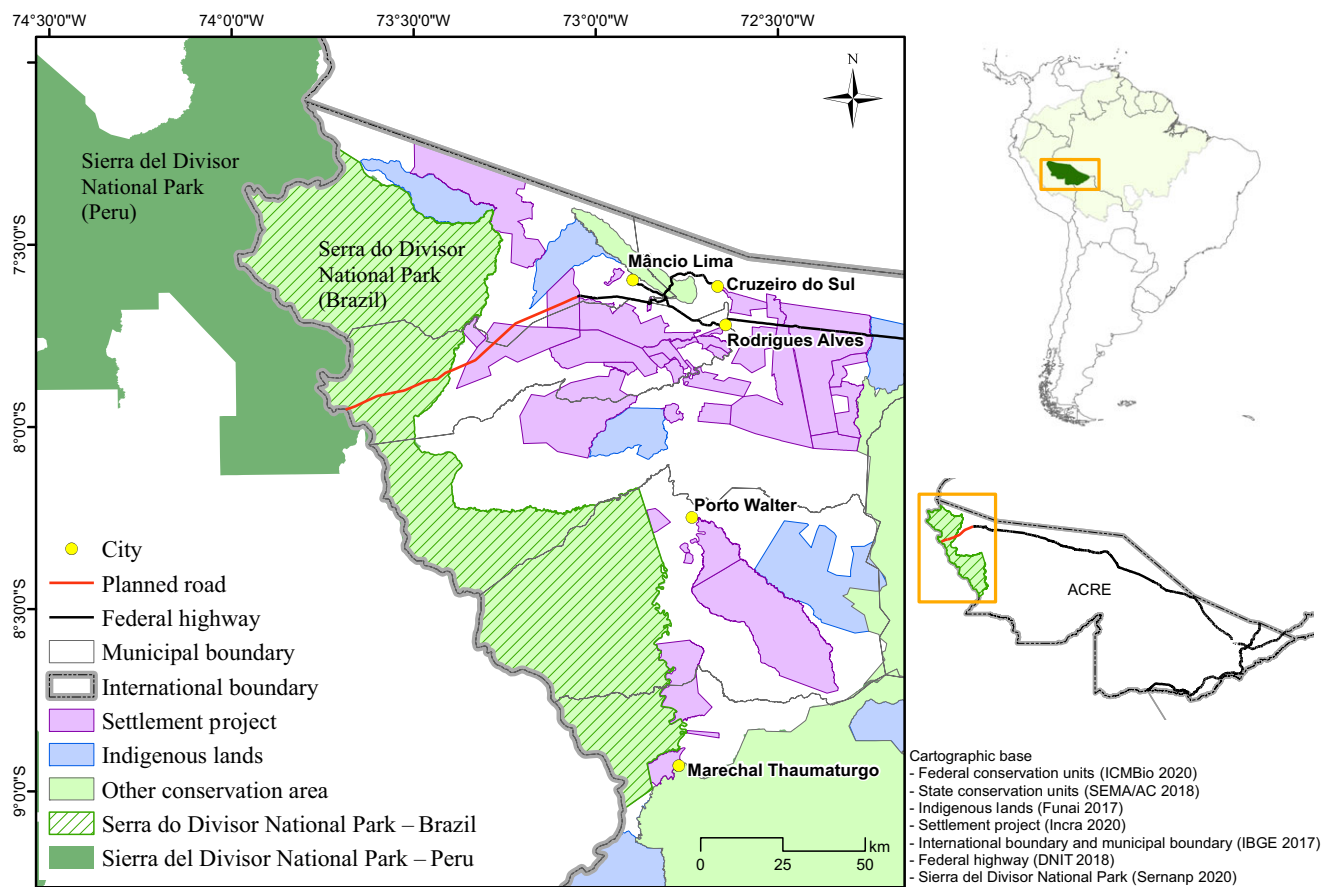 74°30'0"W
74°0'0"W
73°30'0"W
73°0'0"W
72°30'0"W
7°30'0"S
8°0'0"S
8°30'0"S
9°0'0"S
N
Sierra del Divisor
National Park
(Peru)
Serra do Divisor
National Park
(Brazil)
Mâncio Lima
Cruzeiro do Sul
Rodrigues Alves
Porto Walter
Marechal Thaumaturgo
City
Planned road
Federal highway
Municipal boundary
International boundary
Settlement project
Indigenous lands
Other conservation area
Serra do Divisor National Park – Brazil
Sierra del Divisor National Park – Peru
0 25 50 km
ACRE
Cartographic base
- Federal conservation units (ICMBio 2020)
- State conservation units (SEMA/AC 2018)
- Indigenous lands (Funai 2017)
- Settlement project (Incra 2020)
- International boundary and municipal boundary (IBGE 2017)
- Federal highway (DNIT 2018)
- Sierra del Divisor National Park (Sernanp 2020)